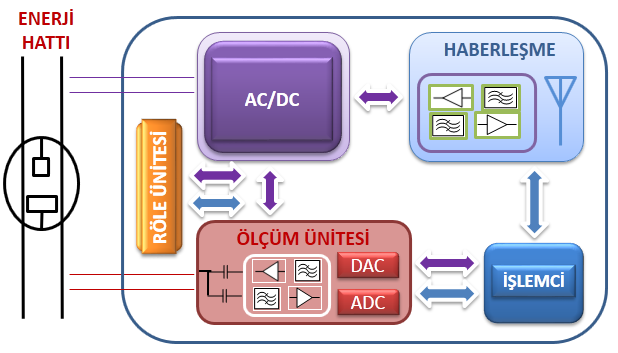 ENERJİ
HATTI
AC/DC
HABERLEŞME
RÖLE ÜNİTESİ
ÖLÇÜM ÜNİTESİ
DAC
ADC
İŞLEMCİ